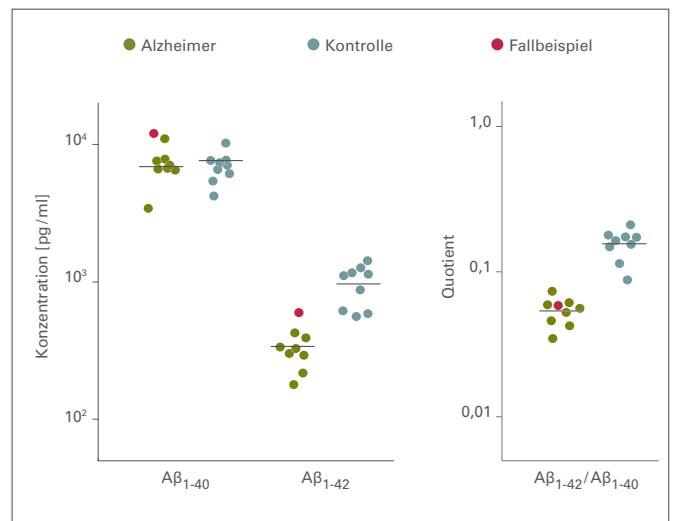 Alzheimer Kontrolle Fallbeispiel
Konzentration [pg/ml]
10⁴
10³
10²
Aβ₁₋₄₀ Aβ₁₋₄₂
Quotient
1,0
0,1
0,01
Aβ₁₋₄₂/Aβ₁₋₄₀